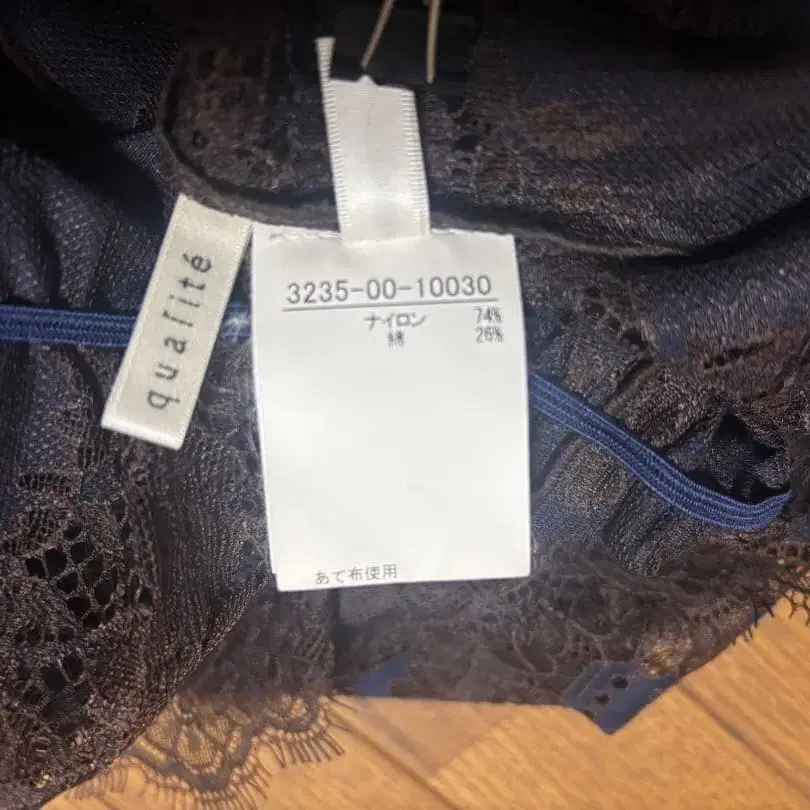 qualité
3235-00-10030
ナイロン 74%
綿 26%
あて布使用